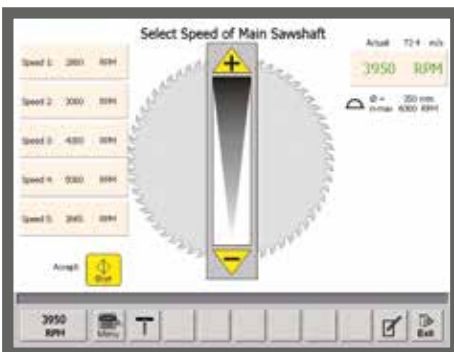 Select Speed of Main Sawshaft
Actual 72.4 m/s
3950 RPM
Ø = 350 mm
n-max 6000 RPM
Speed 1: RPM
Speed 2: 3000 RPM
Speed 3: 4000 RPM
Speed 4: 5000 RPM
Speed 5: RPM
+
−
Accept:
Start
3950
RPM
Menu
Exit